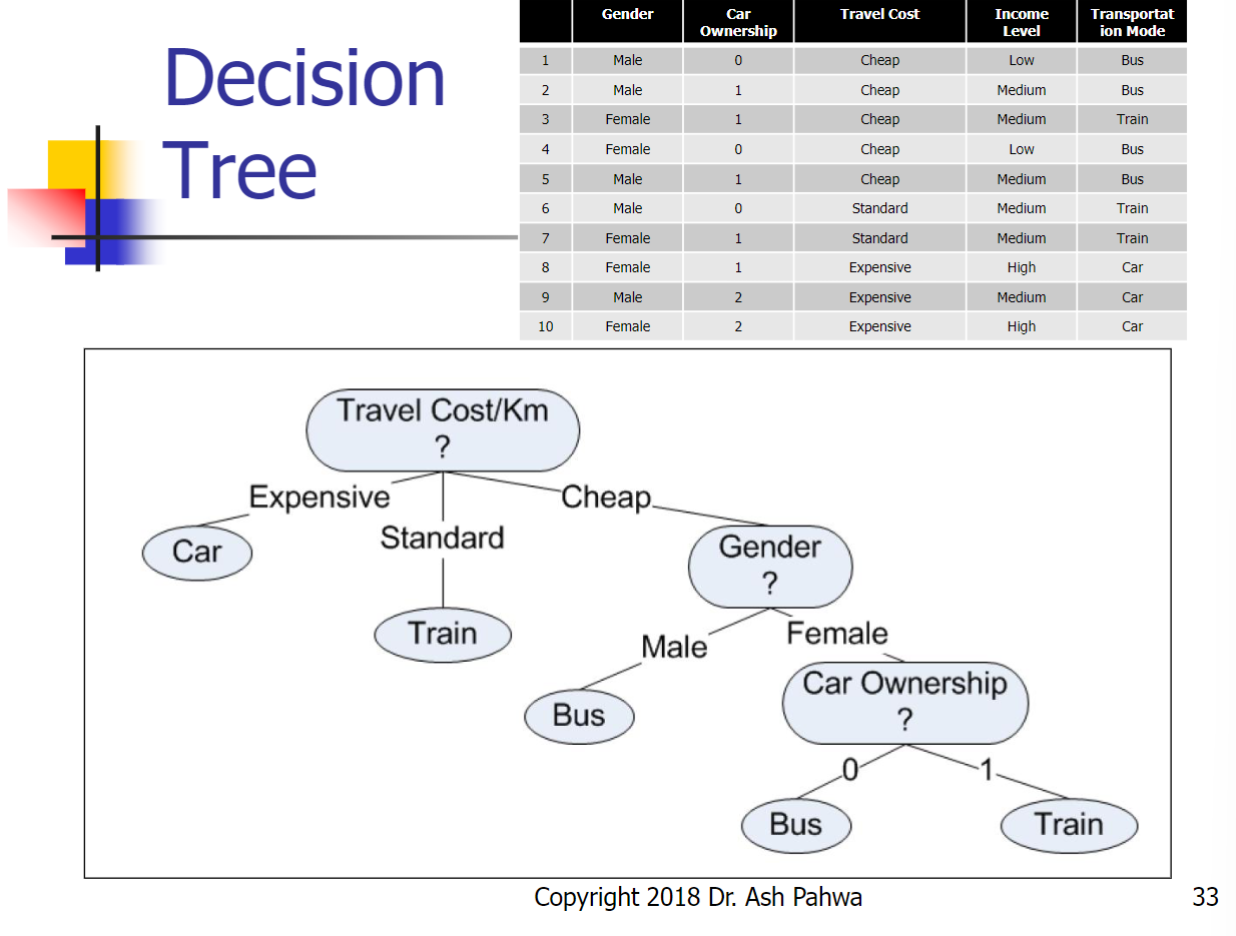 Decision
Tree
Gender Car Ownership Travel Cost Income Level Transportat ion Mode
1 Male 0 Cheap Low Bus
2 Male 1 Cheap Medium Bus
3 Female 1 Cheap Medium Train
4 Female 0 Cheap Low Bus
5 Male 1 Cheap Medium Bus
6 Male 0 Standard Medium Train
7 Female 1 Standard Medium Train
8 Female 1 Expensive High Car
9 Male 2 Expensive Medium Car
10 Female 2 Expensive High Car
Travel Cost/Km
?
Expensive
Cheap
Standard
Car
Gender
?
Train
Male
Female
Bus
Car Ownership
?
0
1
Bus
Train
Copyright 2018 Dr. Ash Pahwa
33